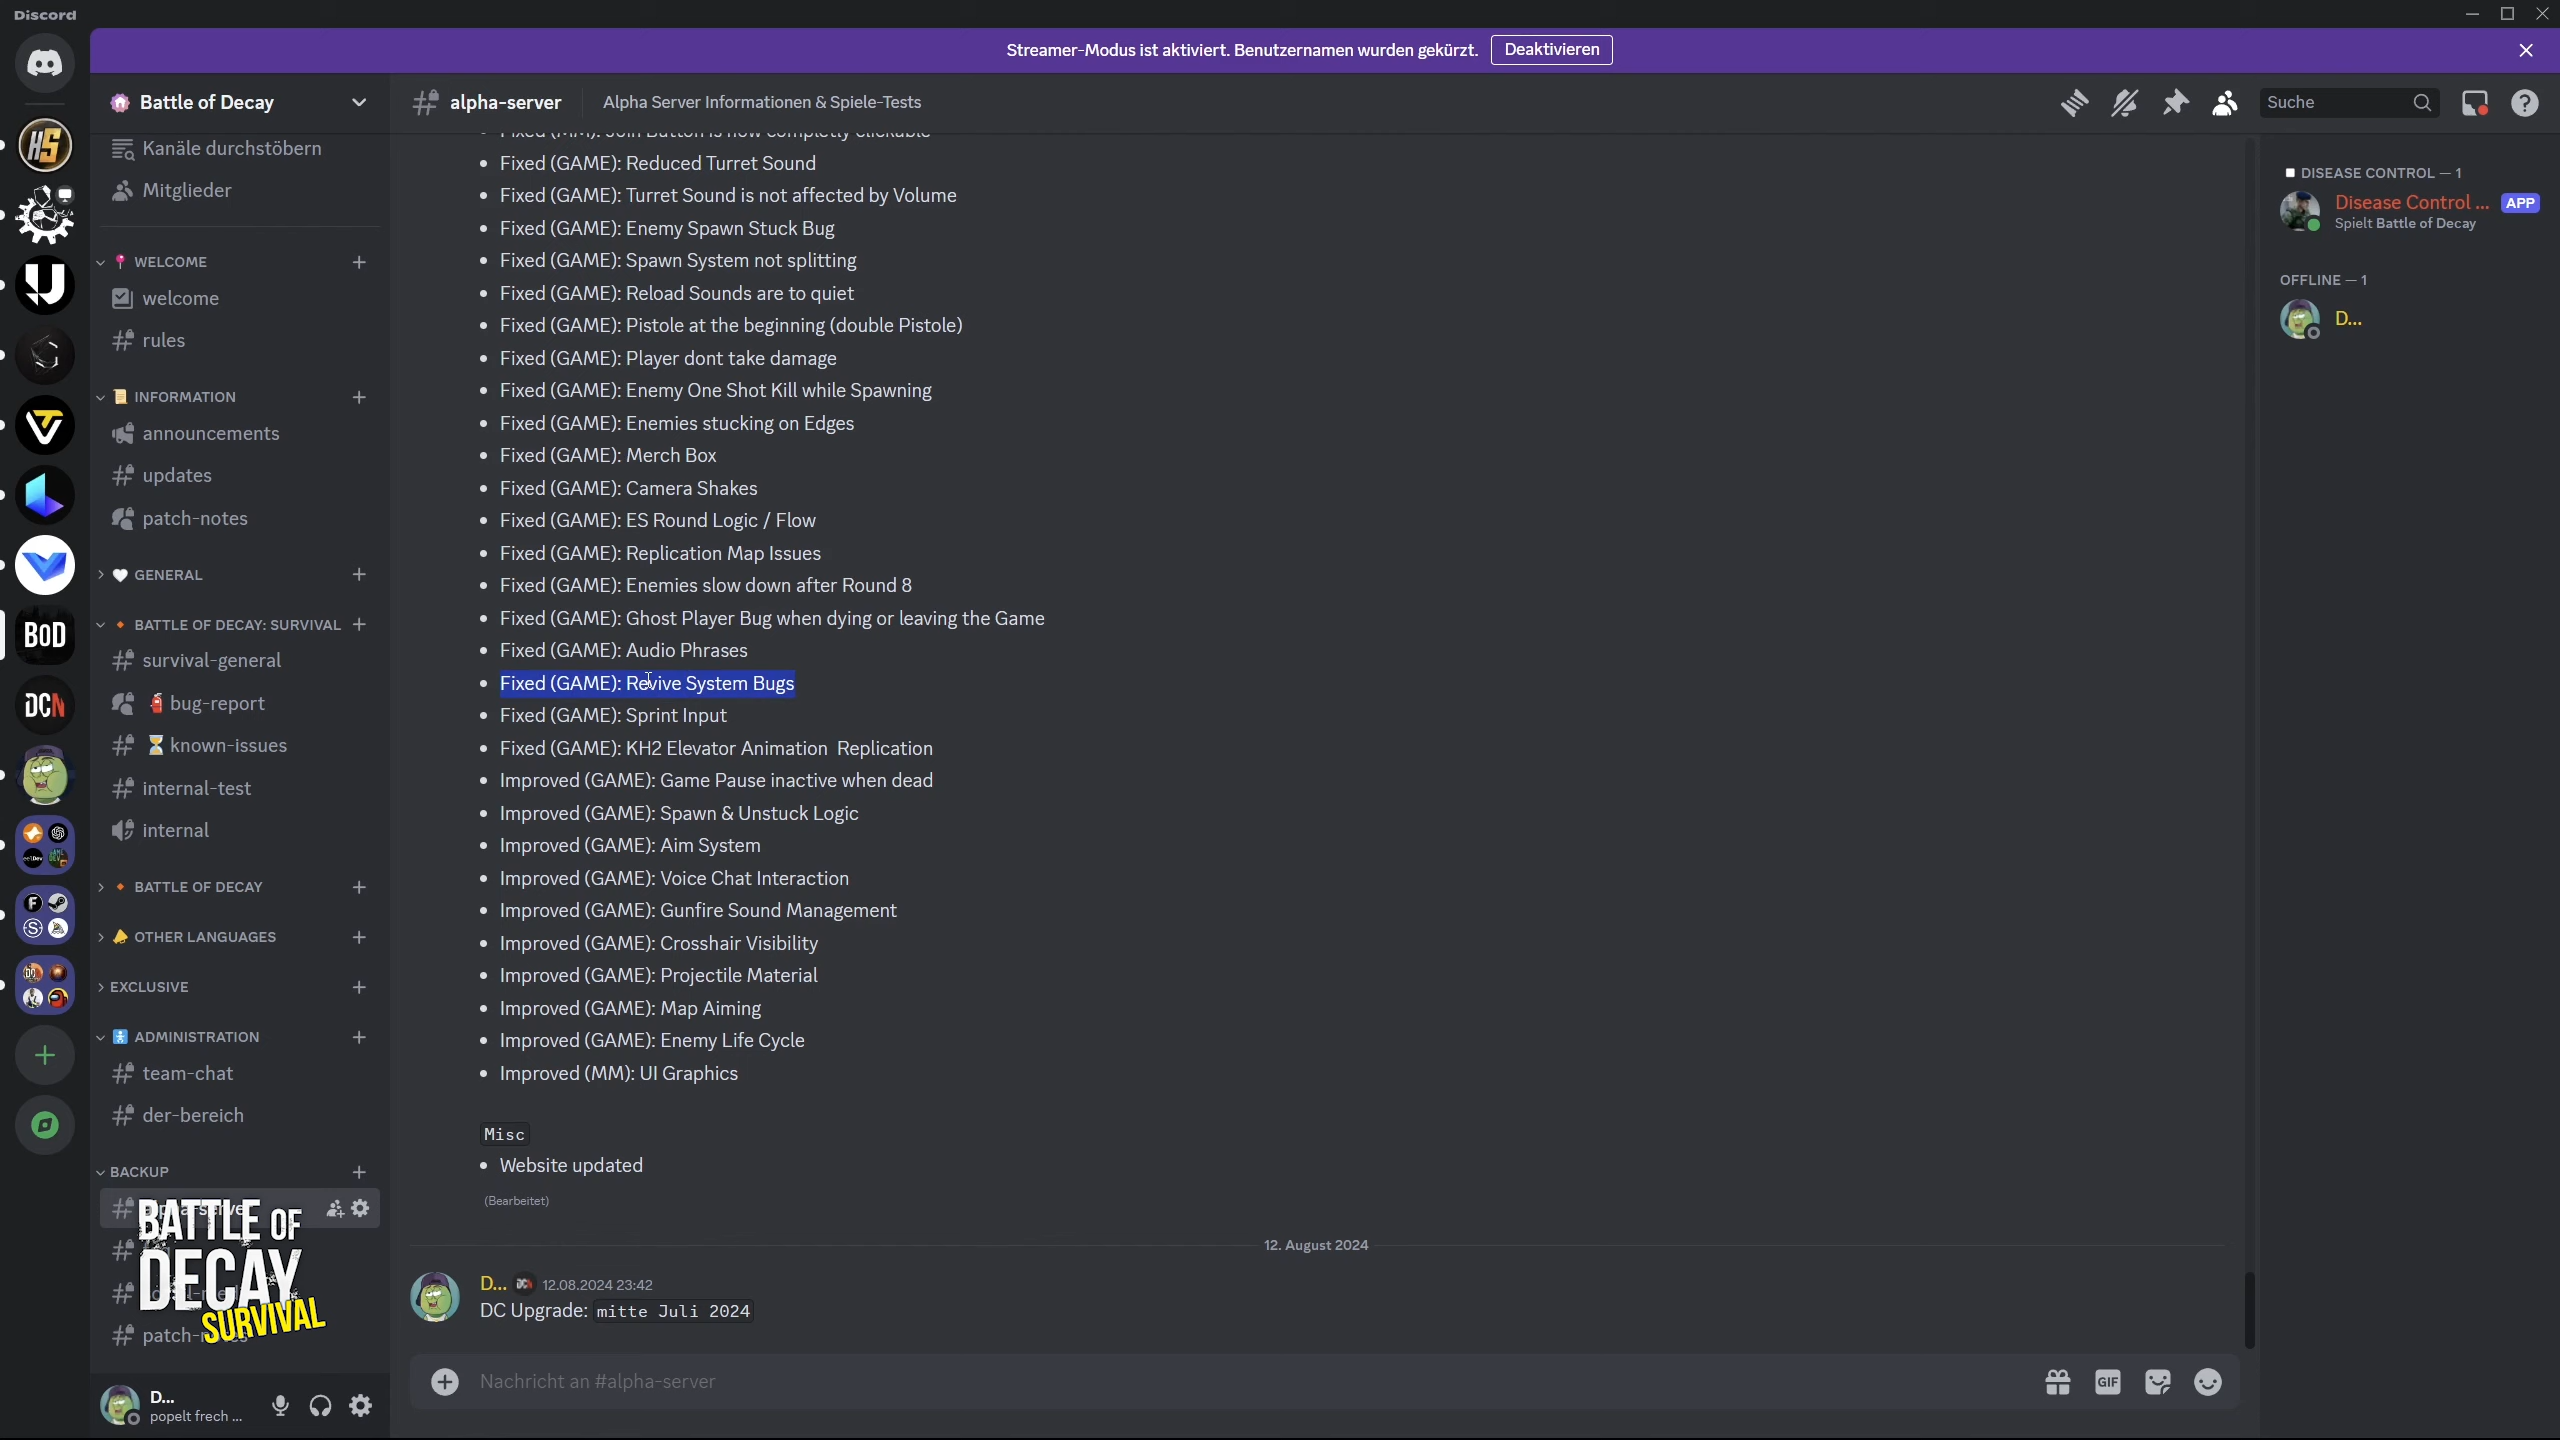 Discord
Streamer-Modus ist aktiviert. Benutzernamen wurden gekürzt.
Deaktivieren
Battle of Decay
alpha-server
Alpha Server Informationen & Spiele-Tests
Suche
Kanäle durchstöbern
Mitglieder
WELCOME
welcome
rules
INFORMATION
announcements
updates
patch-notes
GENERAL
BATTLE OF DECAY: SURVIVAL
survival-general
bug-report
known-issues
internal-test
internal
BATTLE OF DECAY
OTHER LANGUAGES
EXCLUSIVE
ADMINISTRATION
team-chat
der-bereich
BACKUP
BATTLE OF
DECAY
SURVIVAL
HS
BOD
DCN
D...
popelt frech ...
Fixed (MM): Join Button is now completly clickable
Fixed (GAME): Reduced Turret Sound
Fixed (GAME): Turret Sound is not affected by Volume
Fixed (GAME): Enemy Spawn Stuck Bug
Fixed (GAME): Spawn System not splitting
Fixed (GAME): Reload Sounds are to quiet
Fixed (GAME): Pistole at the beginning (double Pistole)
Fixed (GAME): Player dont take damage
Fixed (GAME): Enemy One Shot Kill while Spawning
Fixed (GAME): Enemies stucking on Edges
Fixed (GAME): Merch Box
Fixed (GAME): Camera Shakes
Fixed (GAME): ES Round Logic / Flow
Fixed (GAME): Replication Map Issues
Fixed (GAME): Enemies slow down after Round 8
Fixed (GAME): Ghost Player Bug when dying or leaving the Game
Fixed (GAME): Audio Phrases
Fixed (GAME): Revive System Bugs
Fixed (GAME): Sprint Input
Fixed (GAME): KH2 Elevator Animation  Replication
Improved (GAME): Game Pause inactive when dead
Improved (GAME): Spawn & Unstuck Logic
Improved (GAME): Aim System
Improved (GAME): Voice Chat Interaction
Improved (GAME): Gunfire Sound Management
Improved (GAME): Crosshair Visibility
Improved (GAME): Projectile Material
Improved (GAME): Map Aiming
Improved (GAME): Enemy Life Cycle
Improved (MM): UI Graphics
Misc
Website updated
(Bearbeitet)
12. August 2024
D... DCN 12.08.2024 23:42
DC Upgrade: mitte Juli 2024
Nachricht an #alpha-server
GIF
DISEASE CONTROL — 1
Disease Control ... APP
Spielt Battle of Decay
OFFLINE — 1
D...